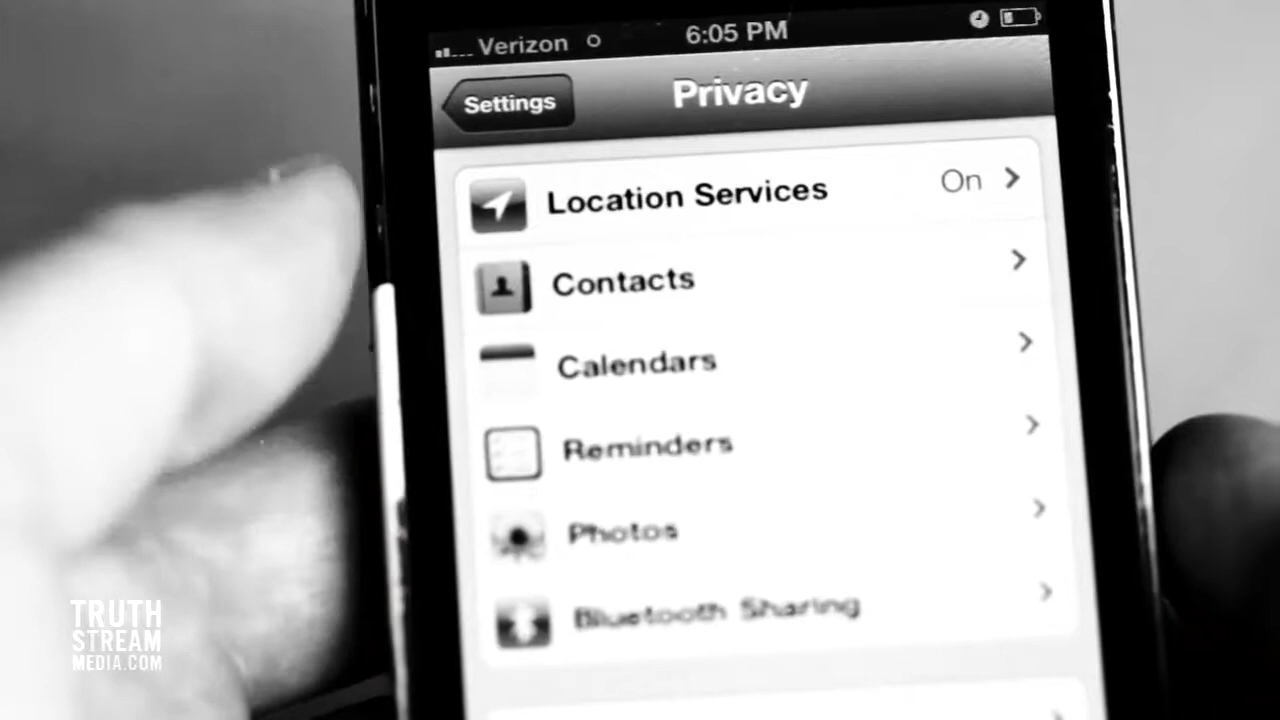 Verizon 6:05 PM
Settings Privacy
Location Services On
Contacts
Calendars
Reminders
Photos
Bluetooth Sharing
TRUTH
STREAM
MEDIA.COM